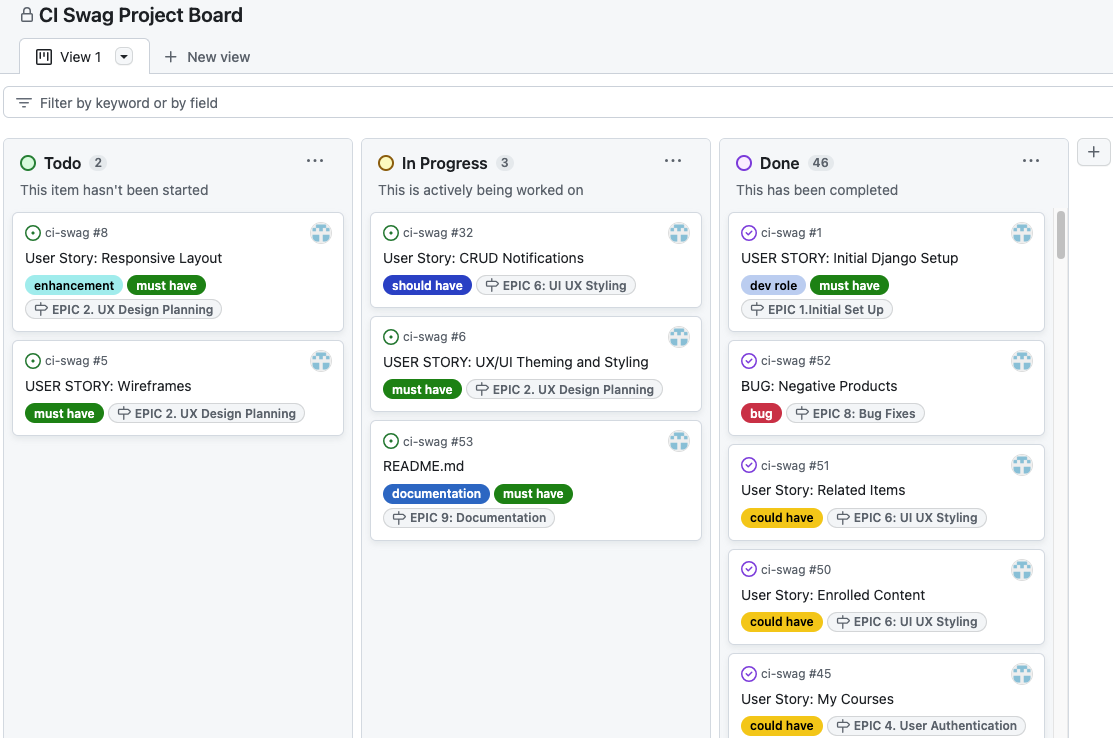 CI Swag Project Board
View 1
New view
Filter by keyword or by field
Todo 2
This item hasn't been started
ci-swag #8
User Story: Responsive Layout
enhancement must have
EPIC 2. UX Design Planning
ci-swag #5
USER STORY: Wireframes
must have EPIC 2. UX Design Planning
In Progress 3
This is actively being worked on
ci-swag #32
User Story: CRUD Notifications
should have EPIC 6: UI UX Styling
ci-swag #6
USER STORY: UX/UI Theming and Styling
must have EPIC 2. UX Design Planning
ci-swag #53
README.md
documentation must have
EPIC 9: Documentation
Done 46
This has been completed
ci-swag #1
USER STORY: Initial Django Setup
dev role must have
EPIC 1.Initial Set Up
ci-swag #52
BUG: Negative Products
bug EPIC 8: Bug Fixes
ci-swag #51
User Story: Related Items
could have EPIC 6: UI UX Styling
ci-swag #50
User Story: Enrolled Content
could have EPIC 6: UI UX Styling
ci-swag #45
User Story: My Courses
could have EPIC 4. User Authentication